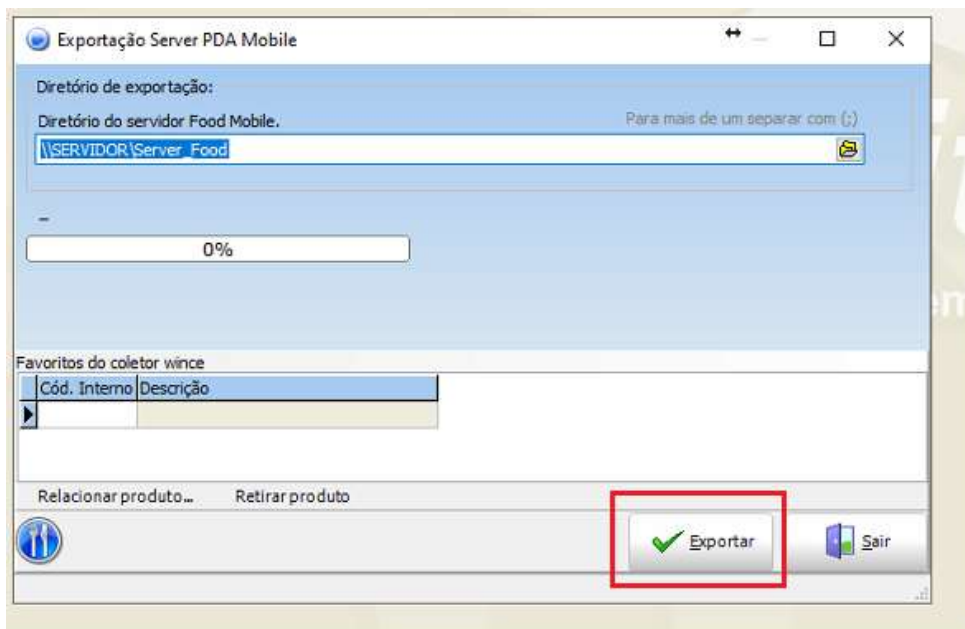 Exportação Server PDA Mobile
Diretório de exportação:
Diretório do servidor Food Mobile.
Para mais de um separar com (;)
\\SERVIDOR\Server_Food
0%
Favoritos do coletor wince
Cód. Interno Descrição
Relacionar produto... Retirar produto
Exportar Sair